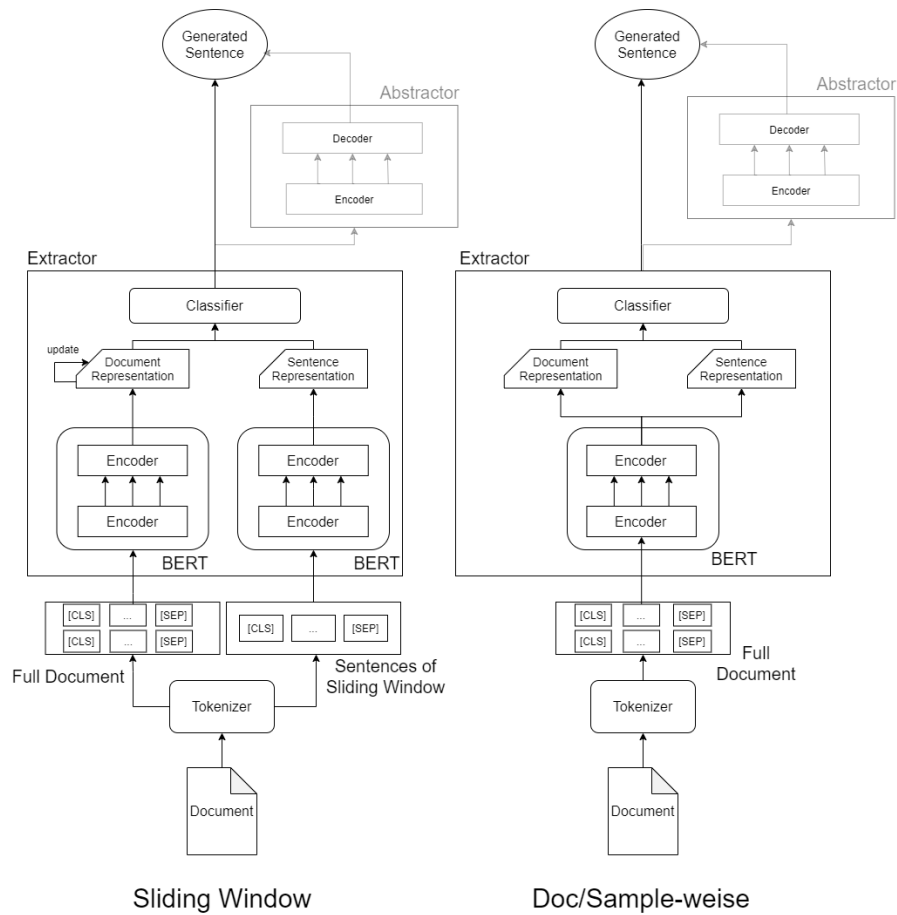 Generated
Sentence
Abstractor
Decoder
Encoder
Extractor
Classifier
update
Document
Representation
Sentence
Representation
Encoder
Encoder
BERT
Encoder
Encoder
BERT
[CLS] ... [SEP]
[CLS] ... [SEP]
Full Document
[CLS] ... [SEP]
Sentences of
Sliding Window
Tokenizer
Document
Sliding Window
Generated
Sentence
Abstractor
Decoder
Encoder
Extractor
Classifier
Document
Representation
Sentence
Representation
Encoder
Encoder
BERT
[CLS] ... [SEP]
[CLS] ... [SEP]
Full
Document
Tokenizer
Document
Doc/Sample-weise